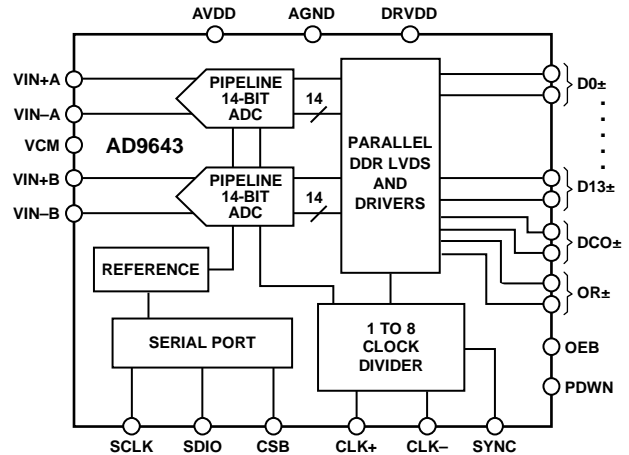 AVDD AGND DRVDD
VIN+A
VIN–A
VCM
VIN+B
VIN–B
PIPELINE
14-BIT
ADC
14
AD9643
PIPELINE
14-BIT
ADC
14
PARALLEL
DDR LVDS
AND
DRIVERS
D0±
D13±
DCO±
OR±
OEB
PDWN
REFERENCE
SERIAL PORT
1 TO 8
CLOCK
DIVIDER
SCLK SDIO CSB CLK+ CLK– SYNC